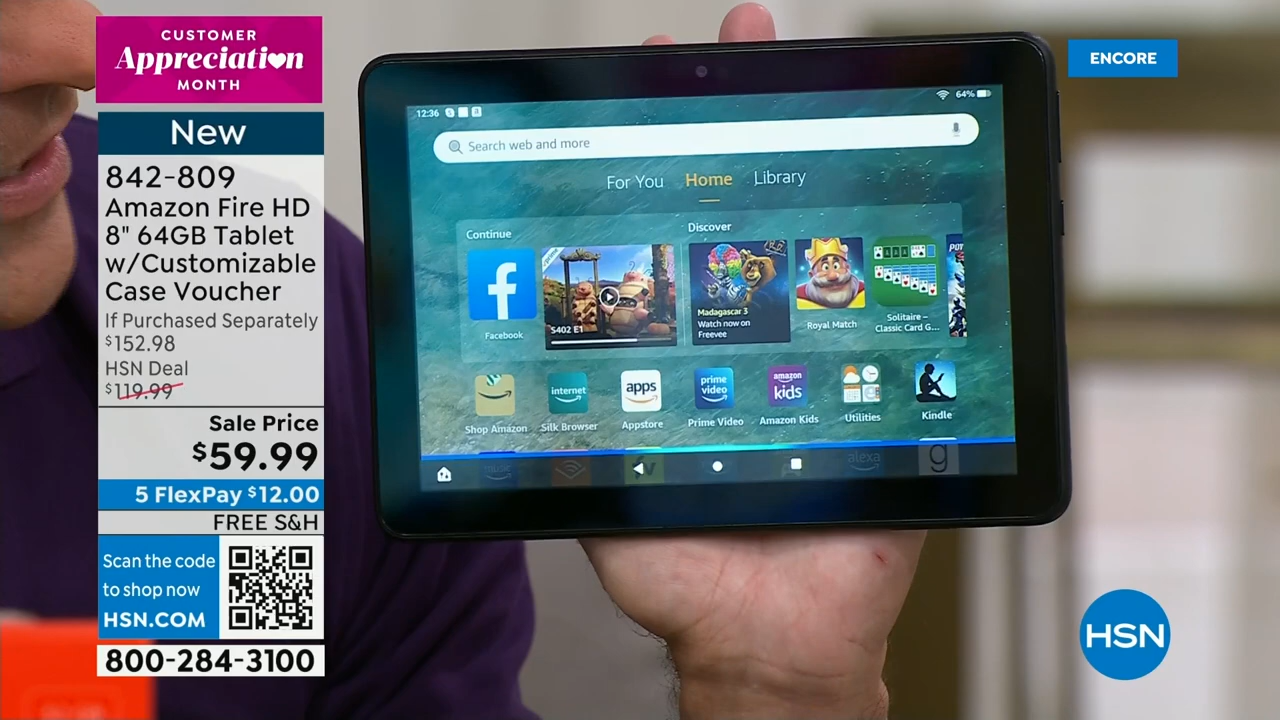 CUSTOMER
Appreciation
MONTH
New
842-809
Amazon Fire HD
8" 64GB Tablet
w/Customizable
Case Voucher
If Purchased Separately
$152.98
HSN Deal
$119.99
Sale Price
$59.99
5 FlexPay $12.00
FREE S&H
Scan the code
to shop now
HSN.COM
800-284-3100
ENCORE
HSN
12:36
64%
Search web and more
For You Home Library
Continue
Discover
Facebook
S402 E1
Madagascar 3
Watch now on
Freevee
Royal Match
Solitaire –
Classic Card G...
internet
apps
prime
video
amazon
kids
Shop Amazon
Silk Browser
Appstore
Prime Video
Amazon Kids
Utilities
Kindle
music
alexa
g